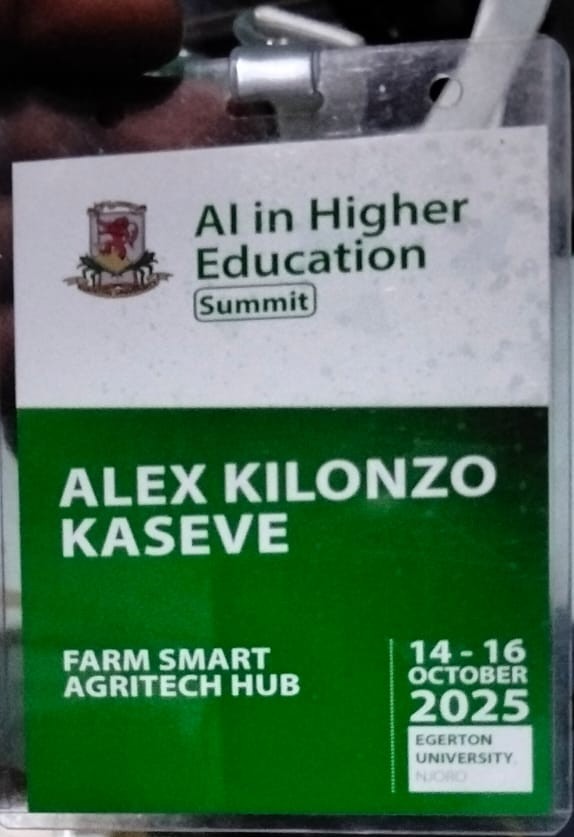 AI in Higher
Education
Summit
ALEX KILONZO
KASEVE
FARM SMART
AGRITECH HUB
14 - 16
OCTOBER
2025
EGERTON
UNIVERSITY,
NJORO